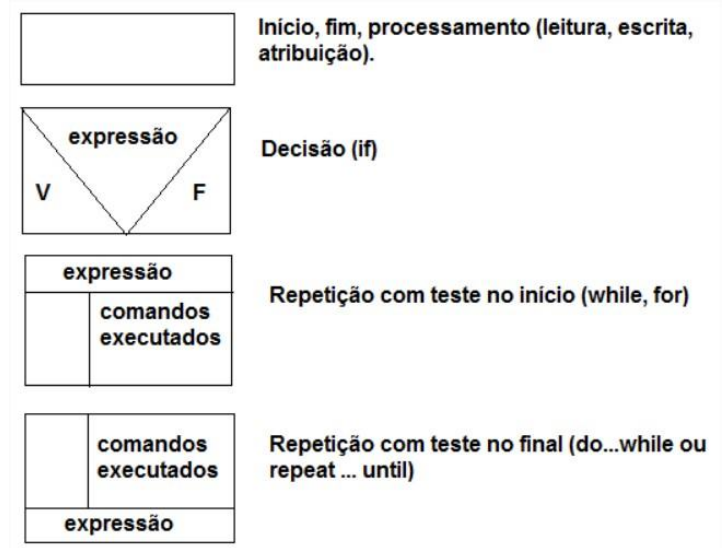 Início, fim, processamento (leitura, escrita,
atribuição).
expressão
V
F
Decisão (if)
expressão
comandos
executados
Repetição com teste no início (while, for)
comandos
executados
expressão
Repetição com teste no final (do...while ou
repeat ... until)